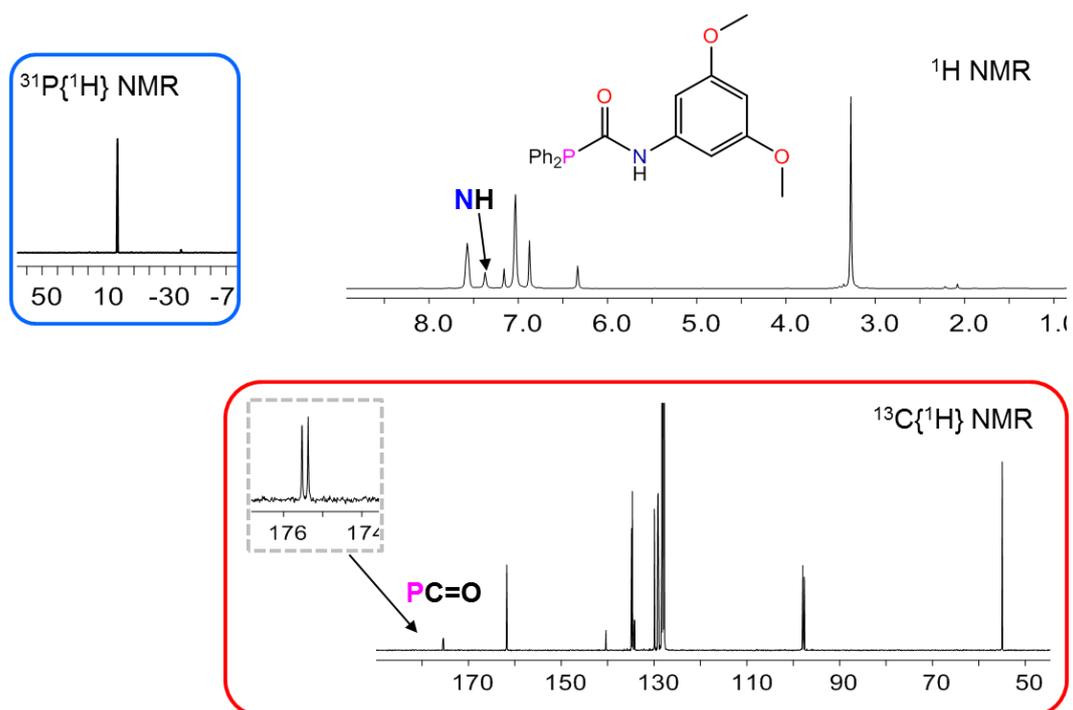 ³¹P{¹H} NMR
50 10 -30 -7
O
O
O
Ph₂P
N
H
¹H NMR
NH
8.0 7.0 6.0 5.0 4.0 3.0 2.0 1.0
¹³C{¹H} NMR
176 174
PC=O
170 150 130 110 90 70 50